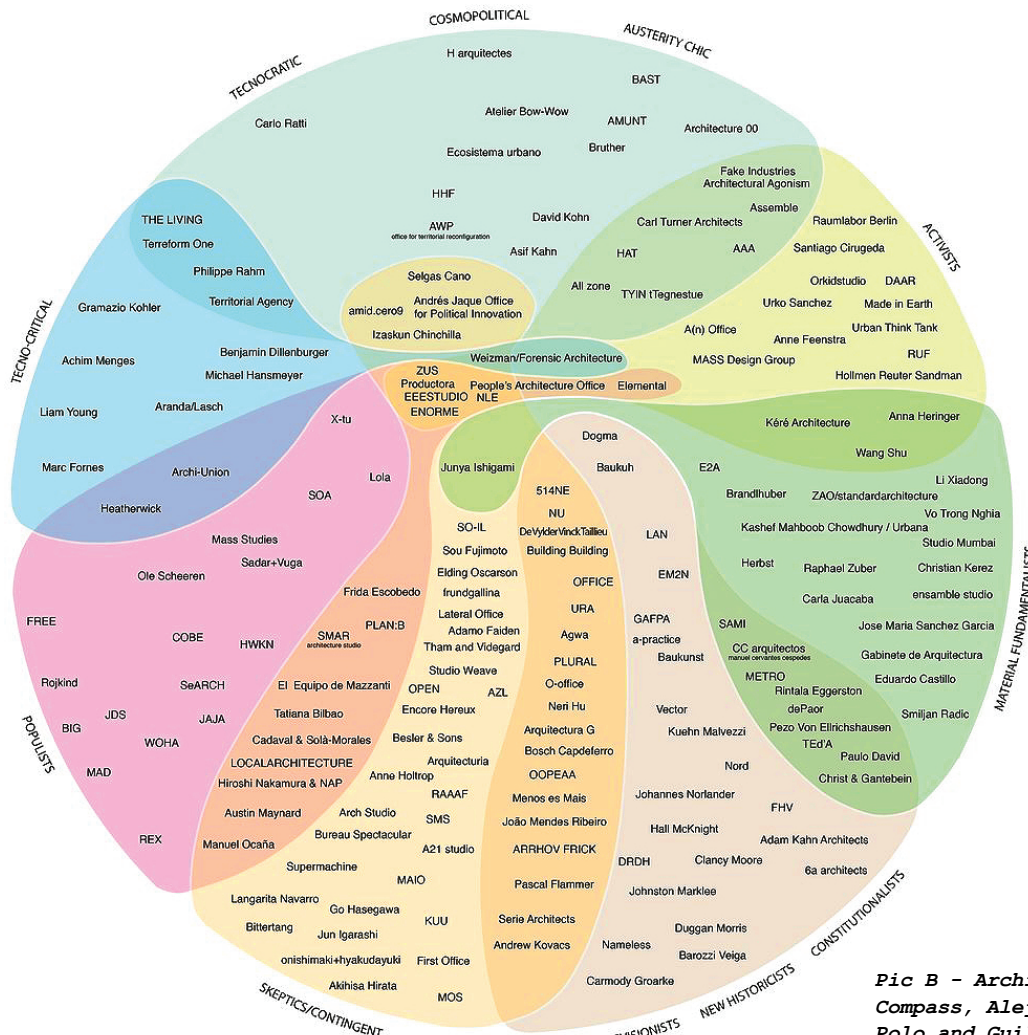 COSMOPOLITICAL
AUSTERITY CHIC
TECNOCRATIC
H arquitectes
BAST
Carlo Ratti
Atelier Bow-Wow
AMUNT
Architecture 00
Ecosistema urbano
Bruther
HHF
AWP
office for territorial reconfiguration
David Kohn
Asif Kahn
Fake Industries
Architectural Agonism
Assemble
Carl Turner Architects
HAT
AAA
All zone
TYIN tTegnestue
THE LIVING
Terreform One
Philippe Rahm
Territorial Agency
Selgas Cano
amid.cero9
Andrés Jaque Office
for Political Innovation
Izaskun Chinchilla
ACTIVISTS
Raumlabor Berlin
Santiago Cirugeda
Orkidstudio
DAAR
Urko Sanchez
Made in Earth
A(n) Office
Anne Feenstra
Urban Think Tank
MASS Design Group
RUF
Hollmen Reuter Sandman
TECNO-CRITICAL
Gramazio Kohler
Achim Menges
Benjamin Dillenburger
Michael Hansmeyer
Liam Young
Aranda/Lasch
Marc Fornes
Archi-Union
Heatherwick
Weizman/Forensic Architecture
ZUS
Productora
People's Architecture Office
Elemental
EEESTUDIO
NLE
ENORME
Junya Ishigami
Kéré Architecture
Anna Heringer
Wang Shu
X-tu
Lola
SOA
Mass Studies
Sadar+Vuga
Ole Scheeren
FREE
COBE
HWKN
Rojkind
SeARCH
JDS
JAJA
BIG
WOHA
MAD
REX
POPULISTS
Frida Escobedo
SMAR
architecture studio
PLAN:B
El Equipo de Mazzanti
Tatiana Bilbao
Cadaval & Solà-Morales
LOCALARCHITECTURE
Hiroshi Nakamura & NAP
Austin Maynard
Manuel Ocaña
SO-IL
Sou Fujimoto
Elding Oscarson
frundgallina
Lateral Office
Adamo Faiden
Tham and Videgard
Studio Weave
OPEN
AZL
Encore Hereux
Besler & Sons
Arquitecturia
Anne Holtrop
RAAAF
Arch Studio
SMS
Bureau Spectacular
A21 studio
Supermachine
MAIO
Langarita Navarro
Go Hasegawa
Bittertang
KUU
Jun Igarashi
onishimaki+hyakudayuki
First Office
Akihisa Hirata
MOS
SKEPTICS/CONTINGENT
514NE
NU
DeVylderVinckTaillieu
Building Building
OFFICE
URA
Agwa
PLURAL
O-office
Neri Hu
Arquitectura G
Bosch Capdeferro
OOPEAA
Menos es Mais
João Mendes Ribeiro
ARRHOV FRICK
Pascal Flammer
Serie Architects
Andrew Kovacs
Dogma
Baukuh
LAN
EM2N
GAFPA
a-practice
Baukunst
Vector
Kuehn Malvezzi
Nord
Johannes Norlander
FHV
Hall McKnight
Adam Kahn Architects
DRDH
Clancy Moore
6a architects
Johnston Marklee
Duggan Morris
Nameless
Barozzi Veiga
Carmody Groarke
NEW HISTORICISTS
CONSTITUTIONALISTS
E2A
Li Xiadong
Brandlhuber
ZAO/standardarchitecture
Vo Trong Nghia
Kashef Mahboob Chowdhury / Urbana
Studio Mumbai
Herbst
Raphael Zuber
Christian Kerez
Carla Juacaba
ensamble studio
Jose Maria Sanchez Garcia
Gabinete de Arquitectura
Eduardo Castillo
Smiljan Radic
MATERIAL FUNDAMENTALISTS
SAMI
CC arquitectos
manuel cervantes cespedes
METRO
Rintala Eggerston
dePaor
Pezo Von Ellrichshausen
TEd'A
Paulo David
Christ & Gantebein
Pic B -
Compass,
Polo and